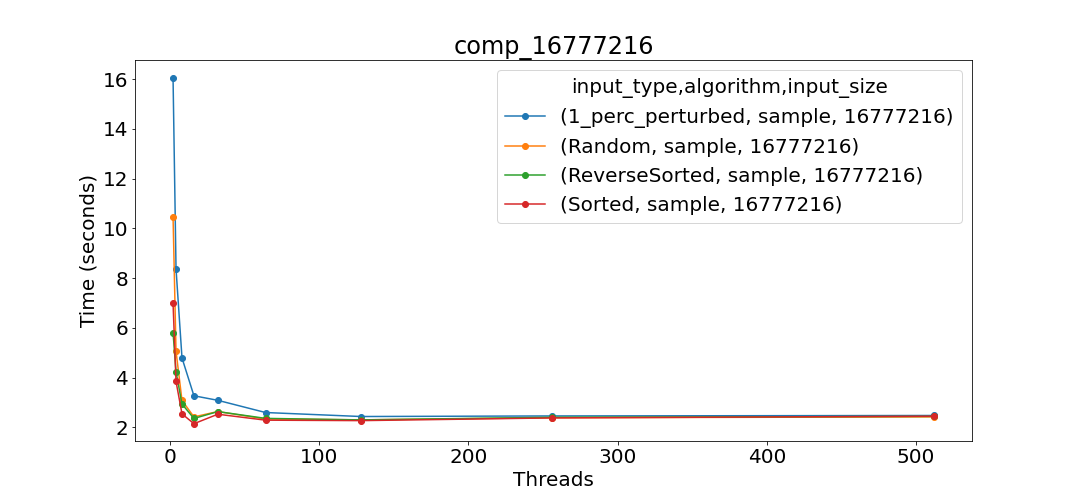 comp_16777216
input_type,algorithm,input_size
(1_perc_perturbed, sample, 16777216)
(Random, sample, 16777216)
(ReverseSorted, sample, 16777216)
(Sorted, sample, 16777216)
Time (seconds)
16
14
12
10
8
6
4
2
0 100 200 300 400 500
Threads